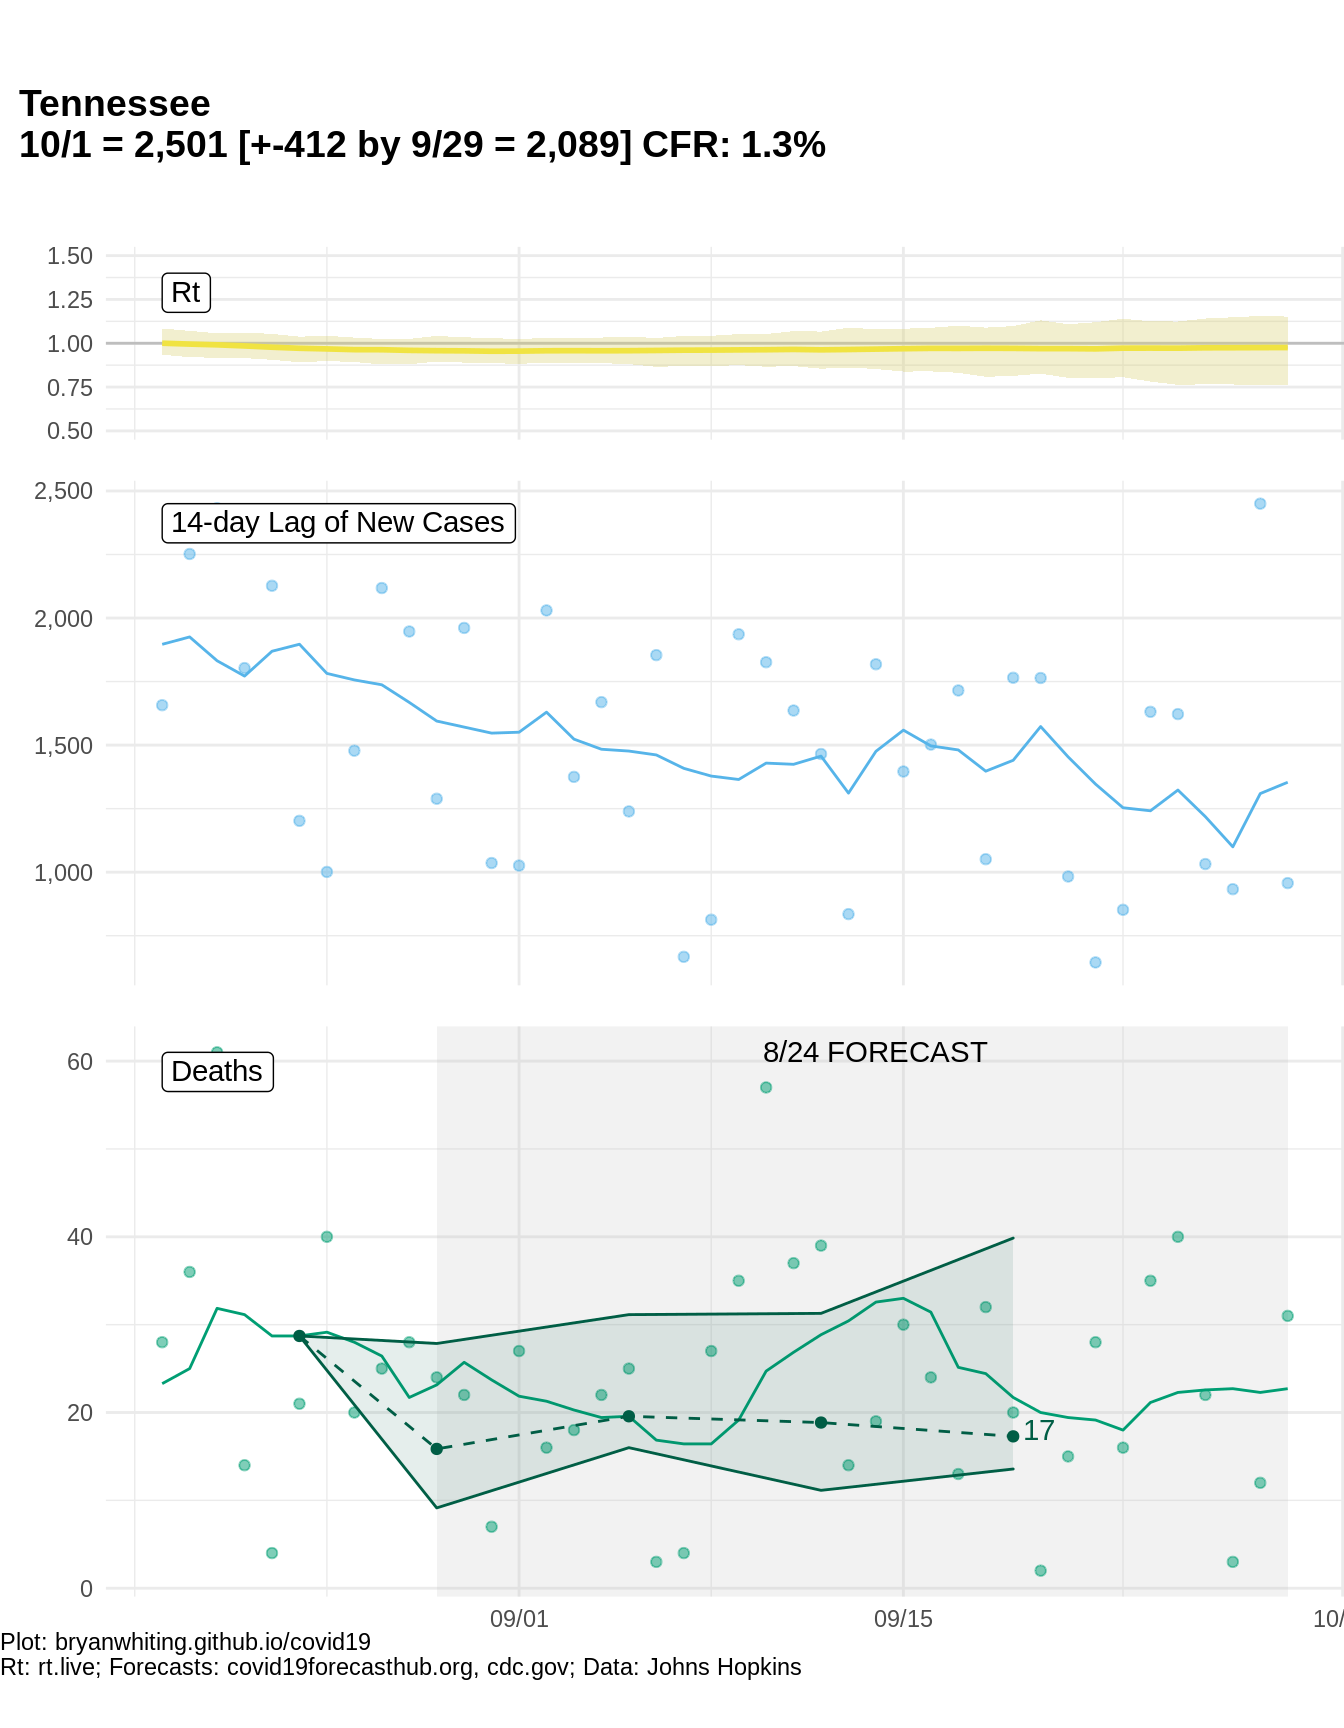 Tennessee
10/1 = 2,501 [+-412 by 9/29 = 2,089] CFR: 1.3%
1.50
Rt
1.25
1.00
0.75
0.50
2,500
14-day Lag of New Cases
2,000
1,500
1,000
60
Deaths
8/24 FORECAST
40
20
17
0
09/01 09/15 10/
Plot: bryanwhiting.github.io/covid19
Rt: rt.live; Forecasts: covid19forecasthub.org, cdc.gov; Data: Johns Hopkins